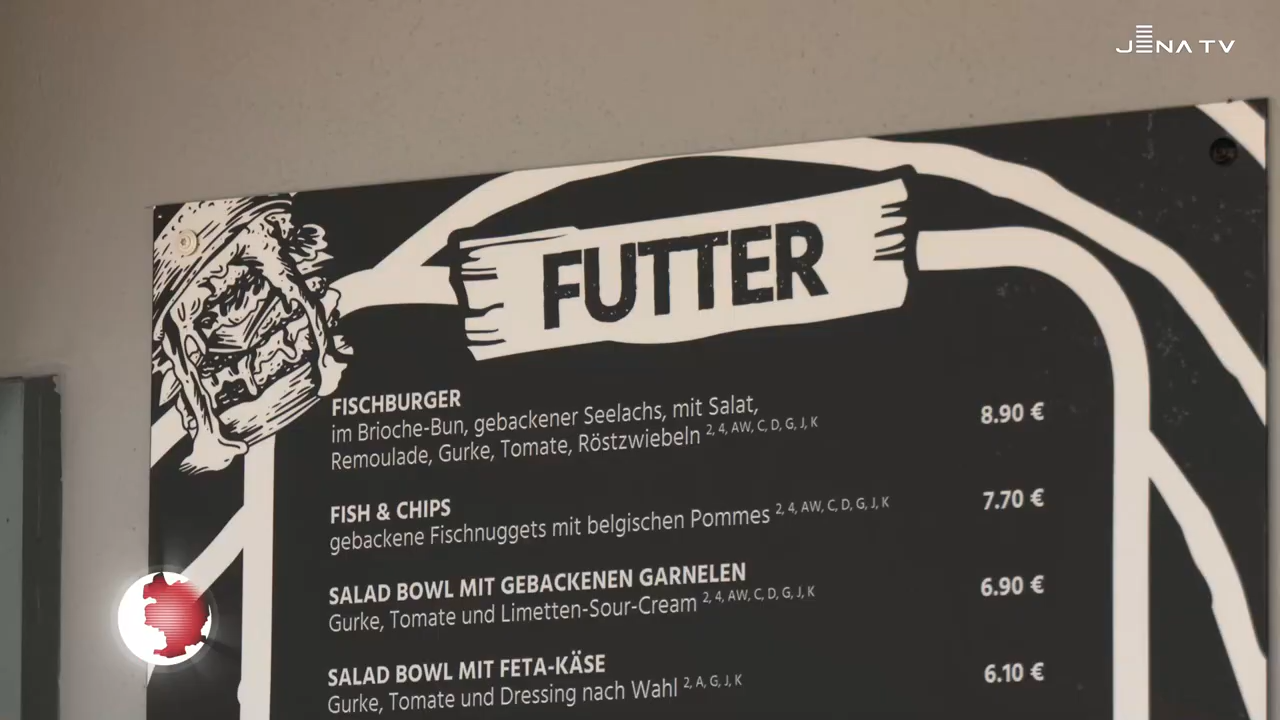 JENA TV
FUTTER
FISCHBURGER
im Brioche-Bun, gebackener Seelachs, mit Salat,
Remoulade, Gurke, Tomate, Röstzwiebeln 2, 4, AW, C, D, G, J, K
8.90 €
FISH & CHIPS
gebackene Fischnuggets mit belgischen Pommes 2, 4, AW, C, D, G, J, K
7.70 €
SALAD BOWL MIT GEBACKENEN GARNELEN
Gurke, Tomate und Limetten-Sour-Cream 2, 4, AW, C, D, G, J, K
6.90 €
SALAD BOWL MIT FETA-KÄSE
Gurke, Tomate und Dressing nach Wahl 2, A, G, J, K
6.10 €